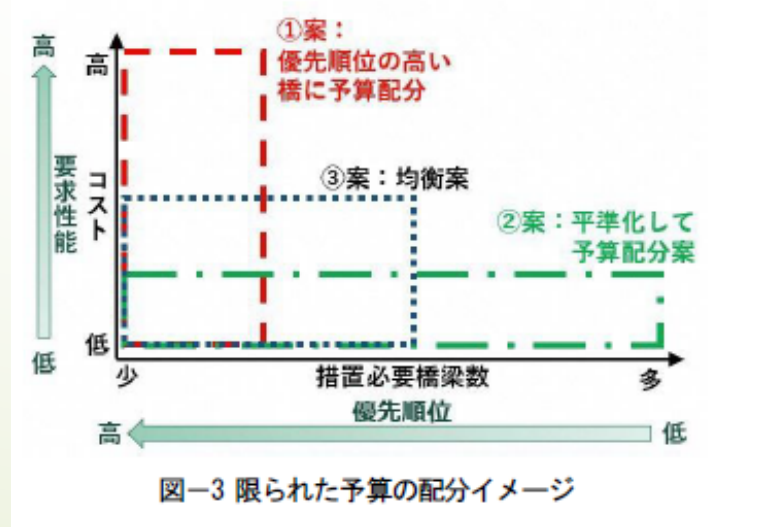 ①案：
優先順位の高い
橋に予算配分
高
要求性能
低
高
コスト
低
③案：均衡案
②案：平準化して
予算配分案
少
措置必要橋梁数
多
優先順位
高
低
図－3 限られた予算の配分イメージ